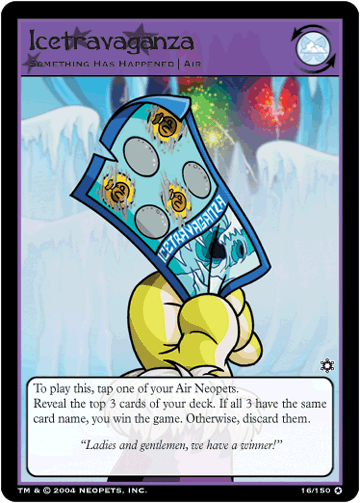 Icetravaganza
Something Has Happened | Air
ICETRAVAGANZA
To play this, tap one of your Air Neopets.
Reveal the top 3 cards of your deck. If all 3 have the same
card name, you win the game. Otherwise, discard them.
“Ladies and gentlemen, we have a winner!”
TM & © 2004 NEOPETS, INC.
16/150